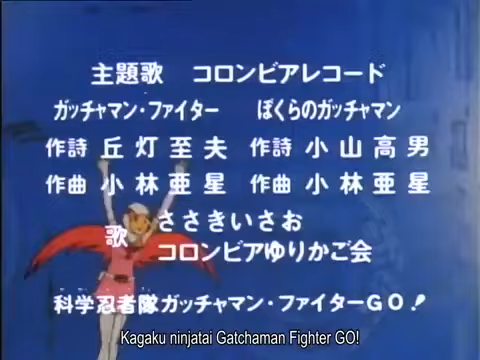 主題歌 コロンビアレコード
ガッチャマン・ファイター ぼくらのガッチャマン
作詩 丘灯至夫 作詩 小山高男
作曲 小林亜星 作曲 小林亜星
歌 ささきいさお
コロンビアゆりかご会
科学忍者隊ガッチャマン・ファイターGO!
Kagaku ninjatai Gatchaman Fighter GO!